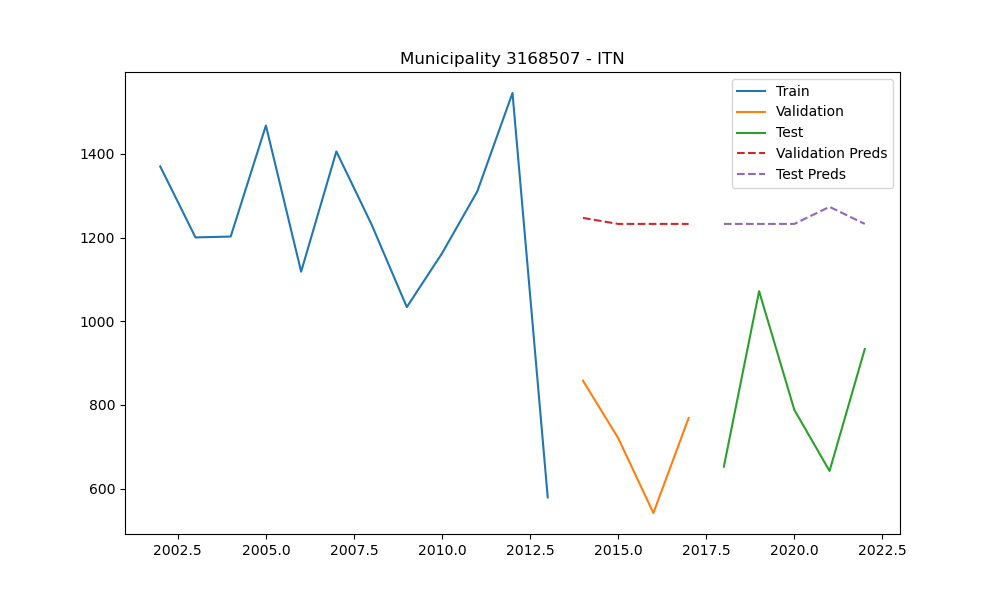 Municipality 3168507 - ITN
Train
Validation
Test
Validation Preds
Test Preds
1400
1200
1000
800
600
2002.5 2005.0 2007.5 2010.0 2012.5 2015.0 2017.5 2020.0 2022.5